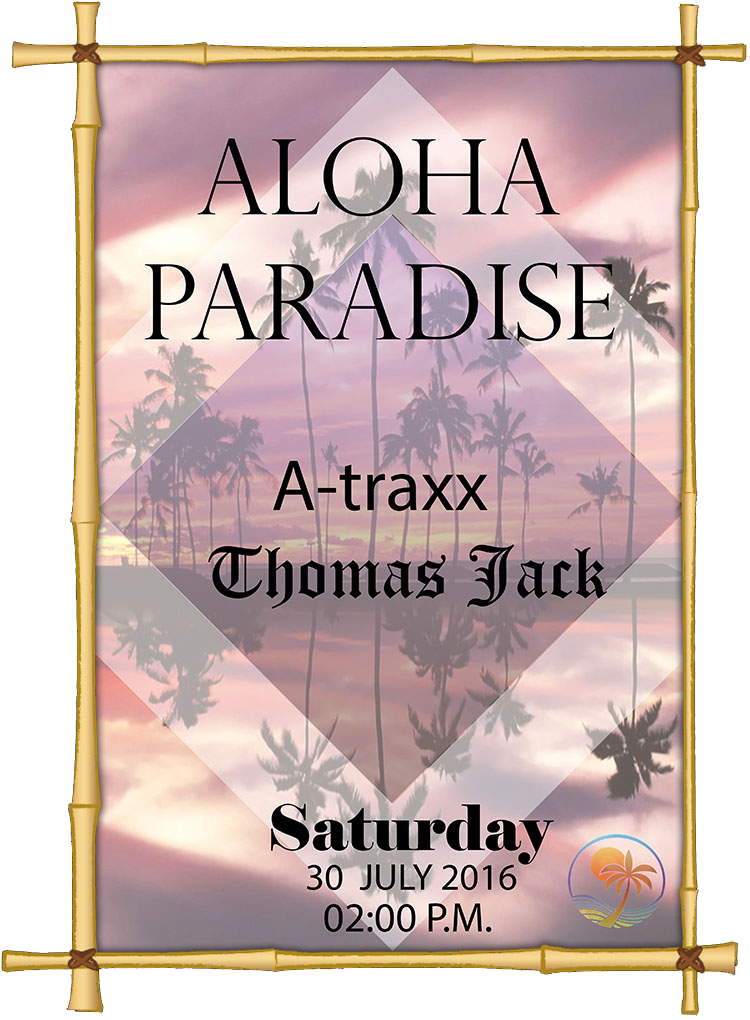 ALOHA
PARADISE
A-traxx
Thomas Jack
Saturday
30 JULY 2016
02:00 P.M.